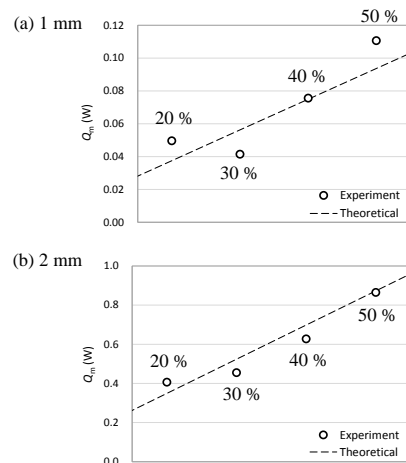 (a) 1 mm
50 %
0.12
0.10
40 %
0.08
20 %
Qm (W)
0.06
0.04
30 %
0.02
Experiment
Theoretical
0.00
(b) 2 mm
1.0
0.8
50 %
20 %
0.6
40 %
Qm (W)
0.4
30 %
0.2
Experiment
Theoretical
0.0